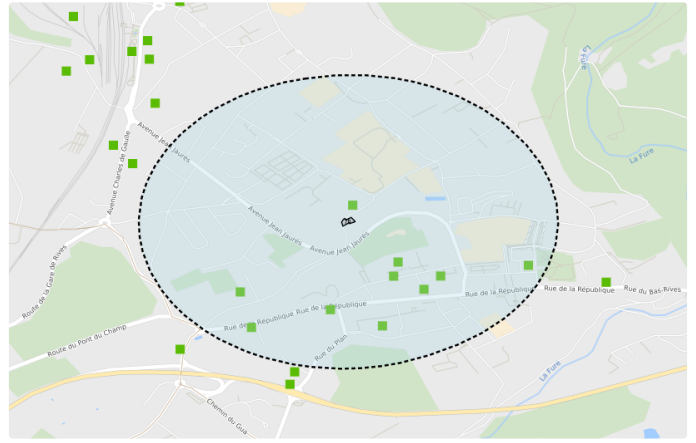 La Fure
Avenue Jean Jaurès
La Fure
Avenue Charles de Gaulle
Avenue Jean Jaurès
Avenue Jean Jaurès
Route de la Gare de Rives
Rue de la République
Rue de la République
Rue du Bas-Rives
Rue de la République
Rue de la République
Route du Pont du Champ
Rue du Plan
La Fure
Chemin du Gua